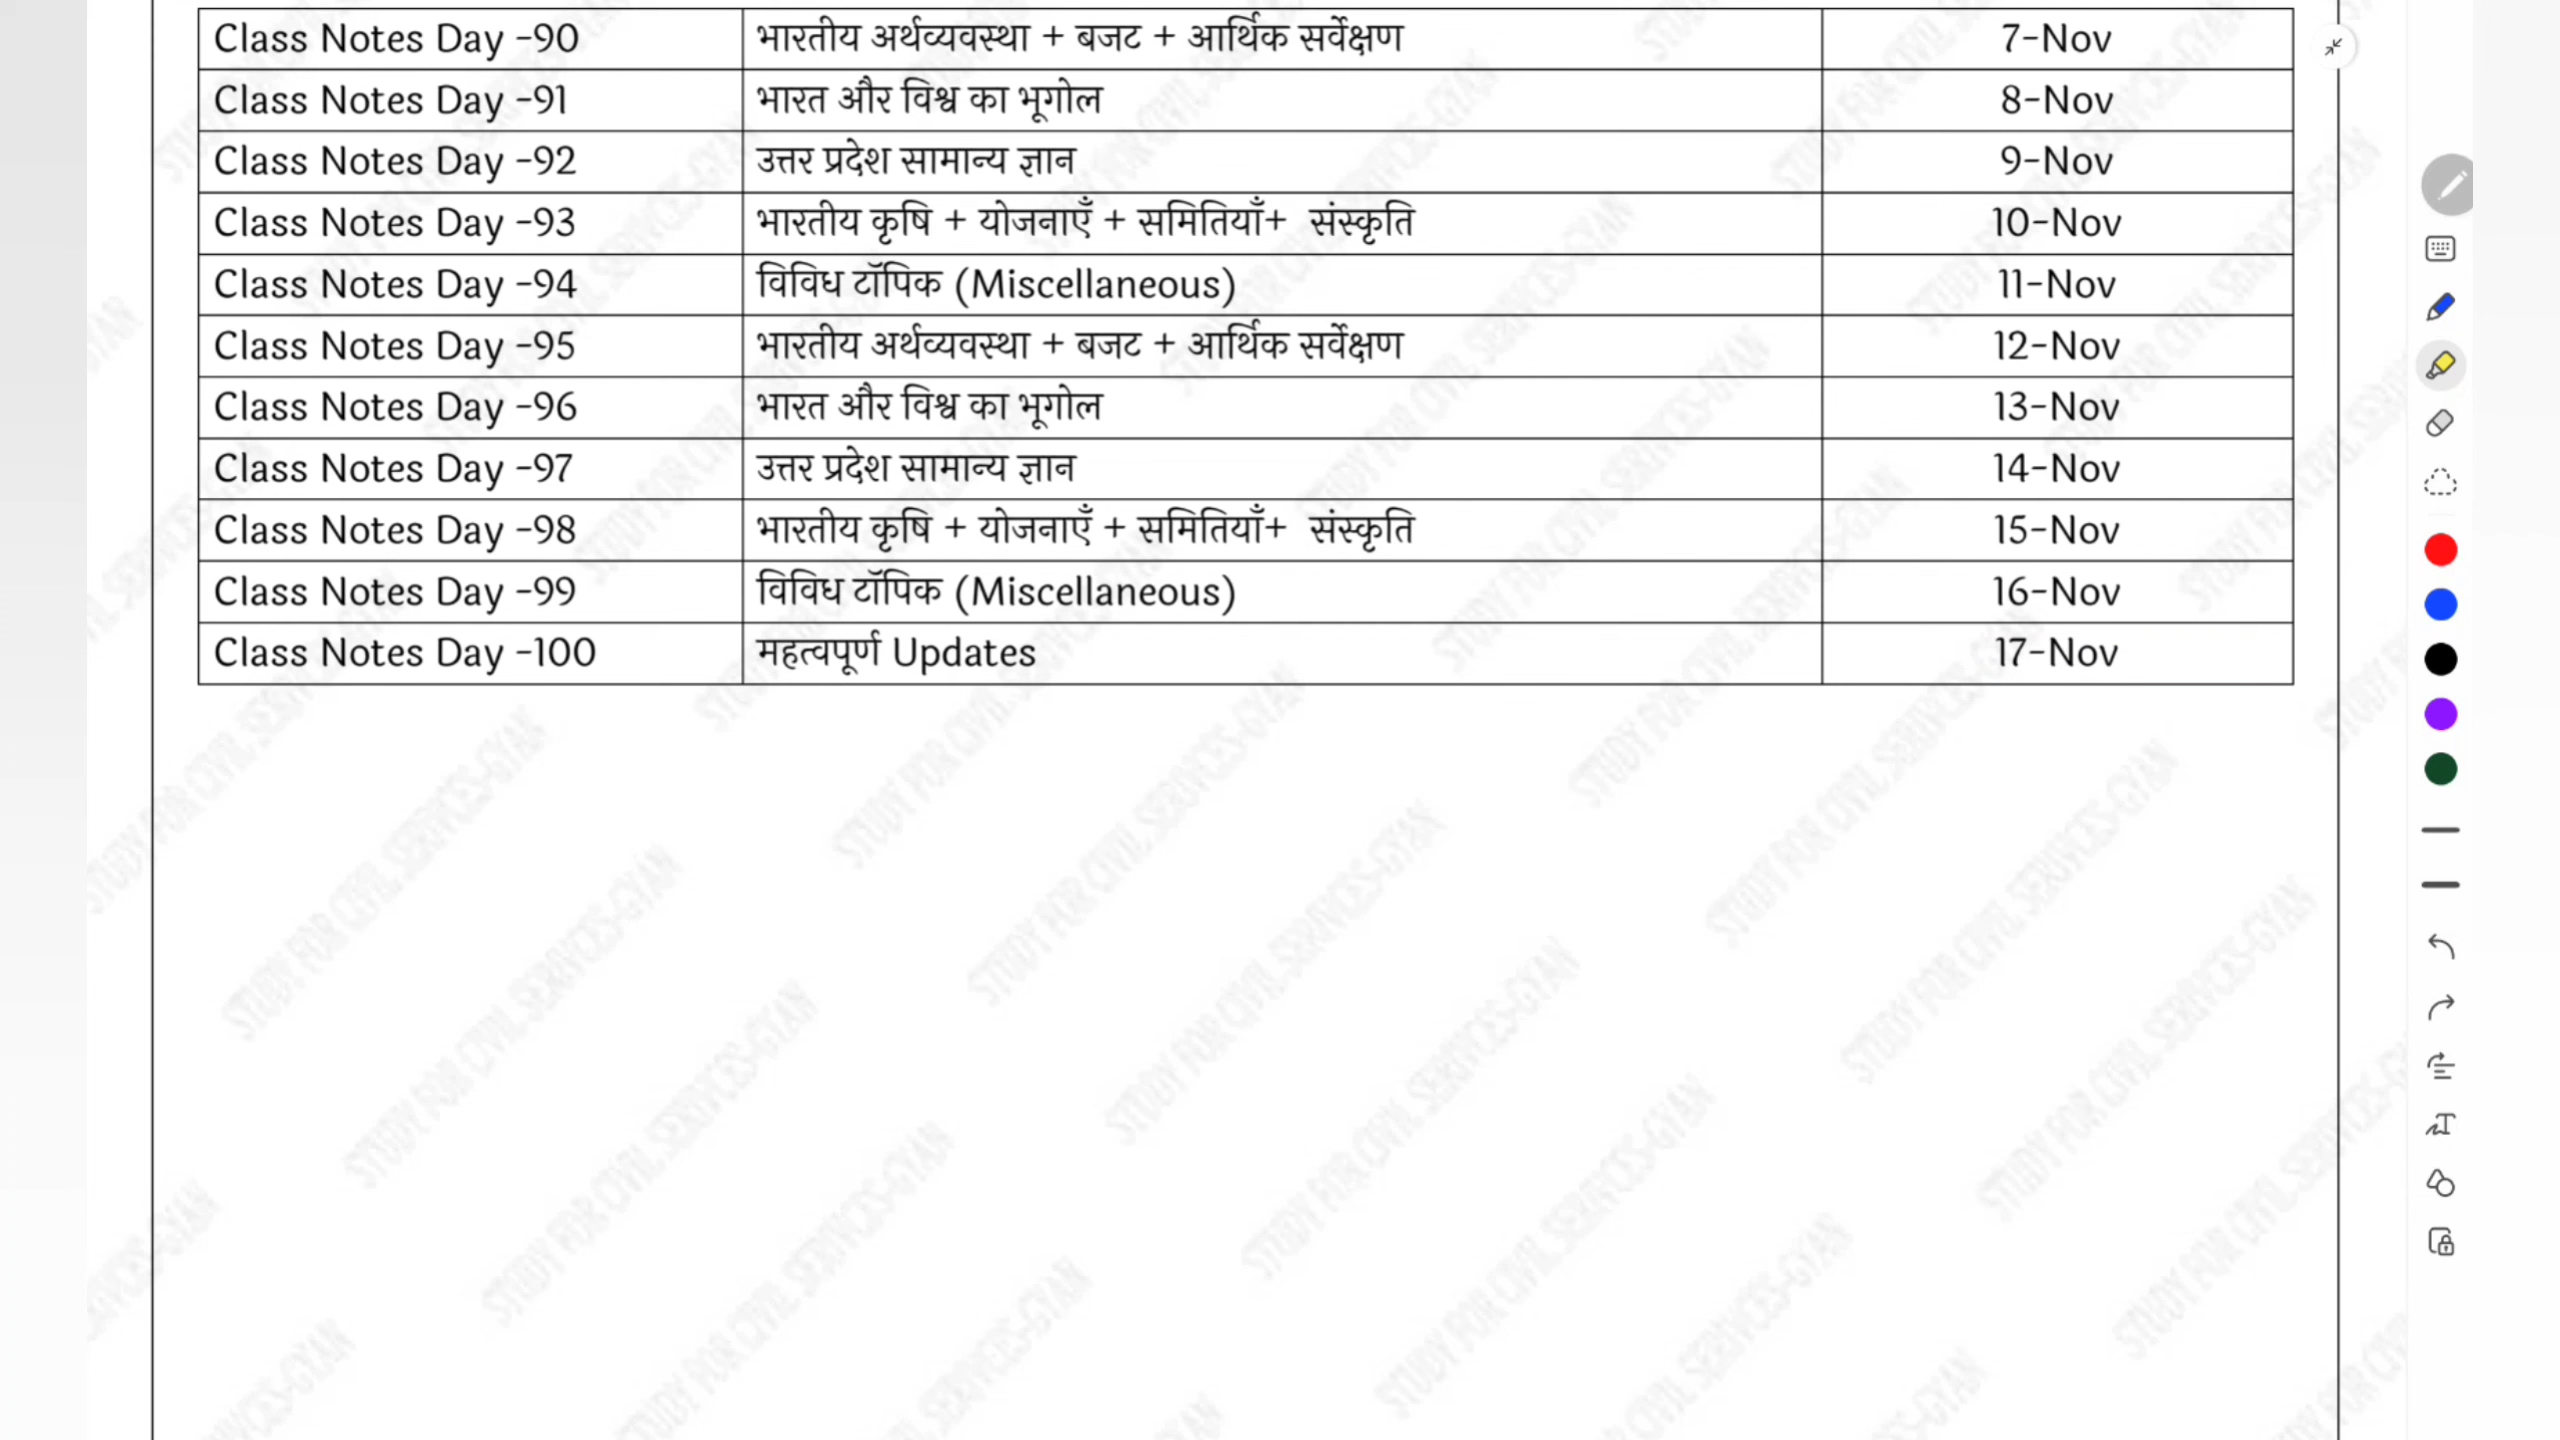 Class Notes Day -90 भारतीय अर्थव्यवस्था + बजट + आर्थिक सर्वेक्षण 7-Nov
Class Notes Day -91 भारत और विश्व का भूगोल 8-Nov
Class Notes Day -92 उत्तर प्रदेश सामान्य ज्ञान 9-Nov
Class Notes Day -93 भारतीय कृषि + योजनाएँ + समितियाँ+ संस्कृति 10-Nov
Class Notes Day -94 विविध टॉपिक (Miscellaneous) 11-Nov
Class Notes Day -95 भारतीय अर्थव्यवस्था + बजट + आर्थिक सर्वेक्षण 12-Nov
Class Notes Day -96 भारत और विश्व का भूगोल 13-Nov
Class Notes Day -97 उत्तर प्रदेश सामान्य ज्ञान 14-Nov
Class Notes Day -98 भारतीय कृषि + योजनाएँ + समितियाँ+ संस्कृति 15-Nov
Class Notes Day -99 विविध टॉपिक (Miscellaneous) 16-Nov
Class Notes Day -100 महत्वपूर्ण Updates 17-Nov
STUDY FOR CIVIL SERVICES-GYAN